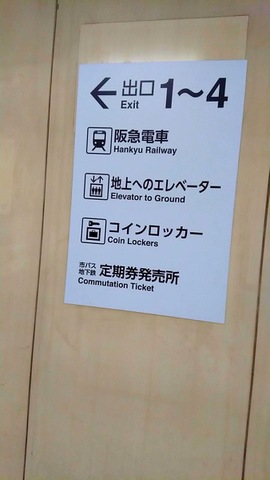 ← 出口 1〜4
Exit
阪急電車
Hankyu Railway
地上へのエレベーター
Elevator to Ground
コインロッカー
Coin Lockers
市バス
地下鉄 定期券発売所
Commutation Ticket